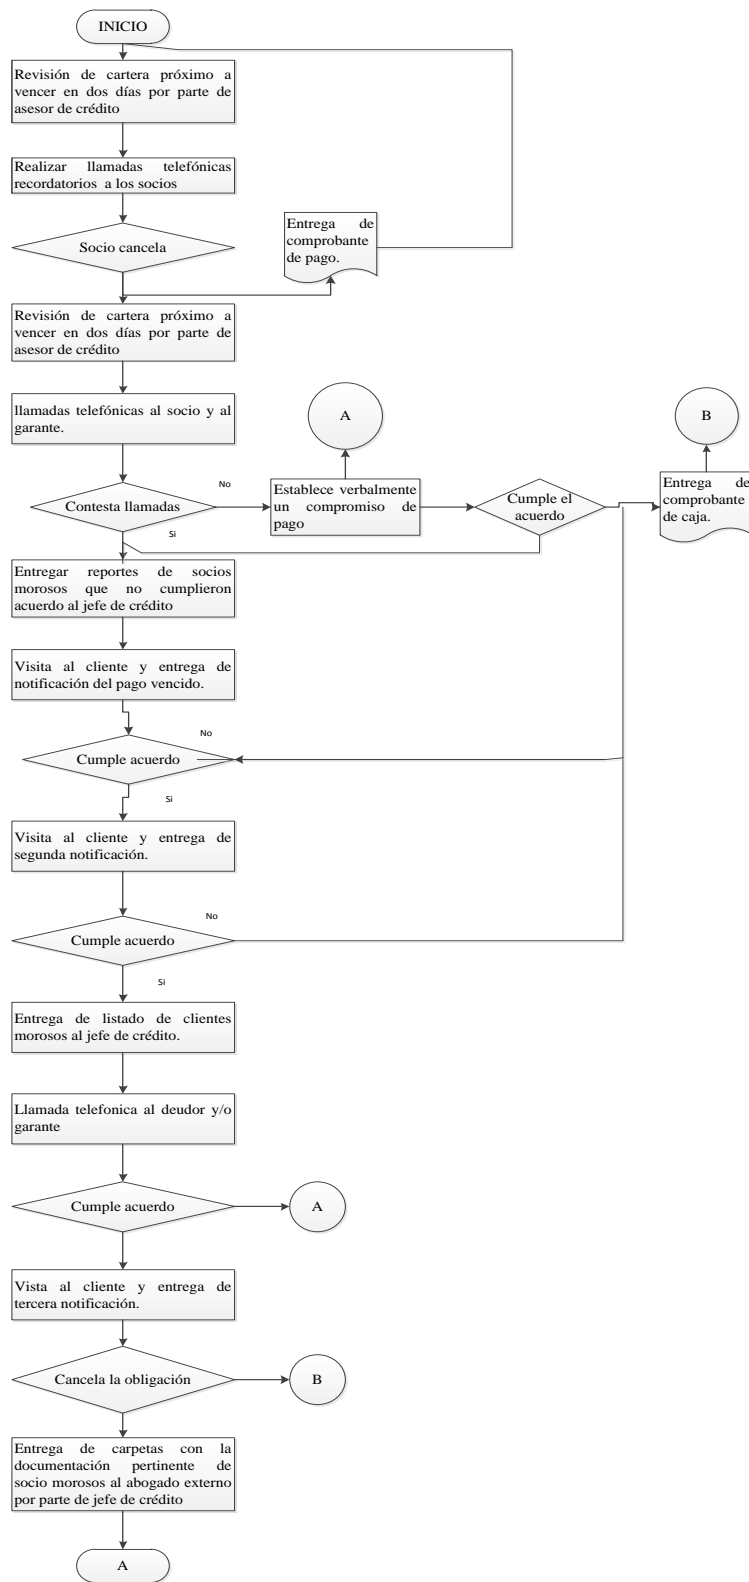 INICIO
Revisión de cartera próximo a
vencer en dos días por parte de
asesor de crédito
Realizar llamadas telefónicas
recordatorios a los socios
Socio cancela
Entrega de
comprobante
de pago.
Revisión de cartera próximo a
vencer en dos días por parte de
asesor de crédito
llamadas telefónicas al socio y al
garante.
A
B
Contesta llamadas
No
Si
Establece verbalmente
un compromiso de
pago
Cumple el
acuerdo
Entrega de
comprobante
de caja.
Entregar reportes de socios
morosos que no cumplieron
acuerdo al jefe de crédito
Visita al cliente y entrega de
notificación del pago vencido.
No
Cumple acuerdo
Si
Visita al cliente y entrega de
segunda notificación.
No
Cumple acuerdo
Si
Entrega de listado de clientes
morosos al jefe de crédito.
Llamada telefonica al deudor y/o
garante
Cumple acuerdo
A
Vista al cliente y entrega de
tercera notificación.
Cancela la obligación
B
Entrega de carpetas con la
documentación pertinente de
socio morosos al abogado externo
por parte de jefe de crédito
A